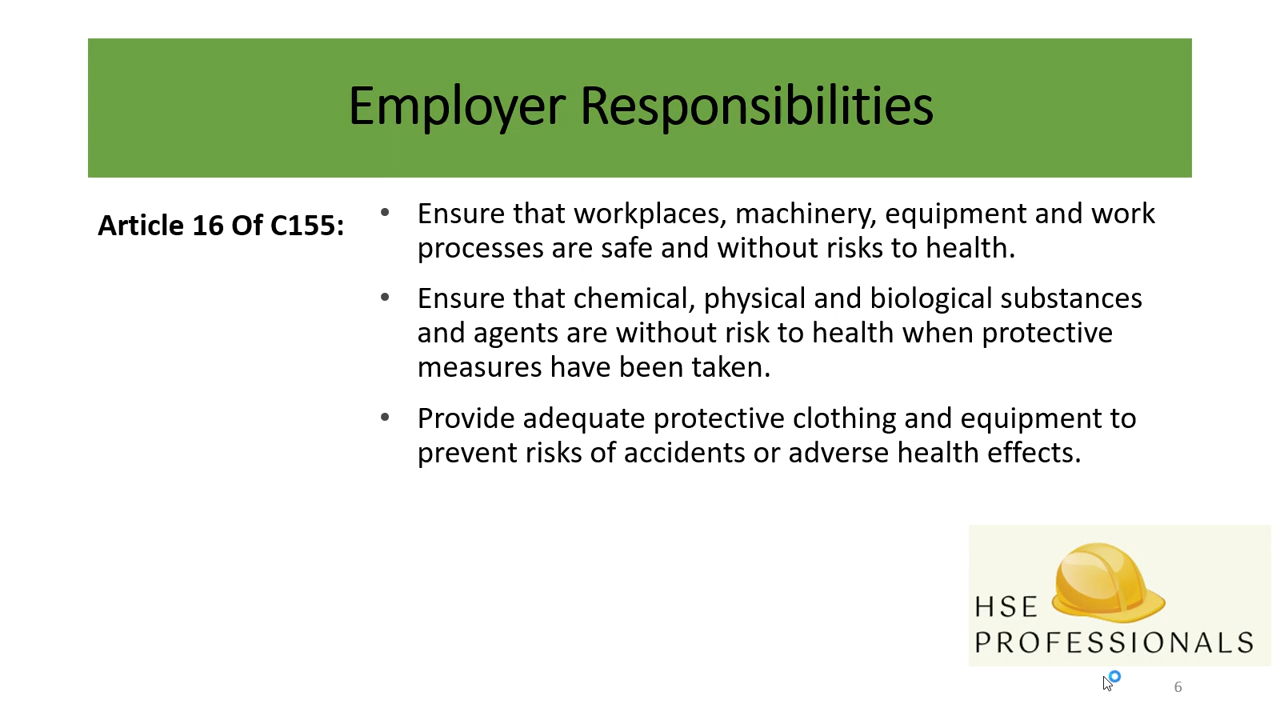 Employer Responsibilities
Article 16 Of C155:
• Ensure that workplaces, machinery, equipment and work
processes are safe and without risks to health.
• Ensure that chemical, physical and biological substances
and agents are without risk to health when protective
measures have been taken.
• Provide adequate protective clothing and equipment to
prevent risks of accidents or adverse health effects.
HSE
PROFESSIONALS
6